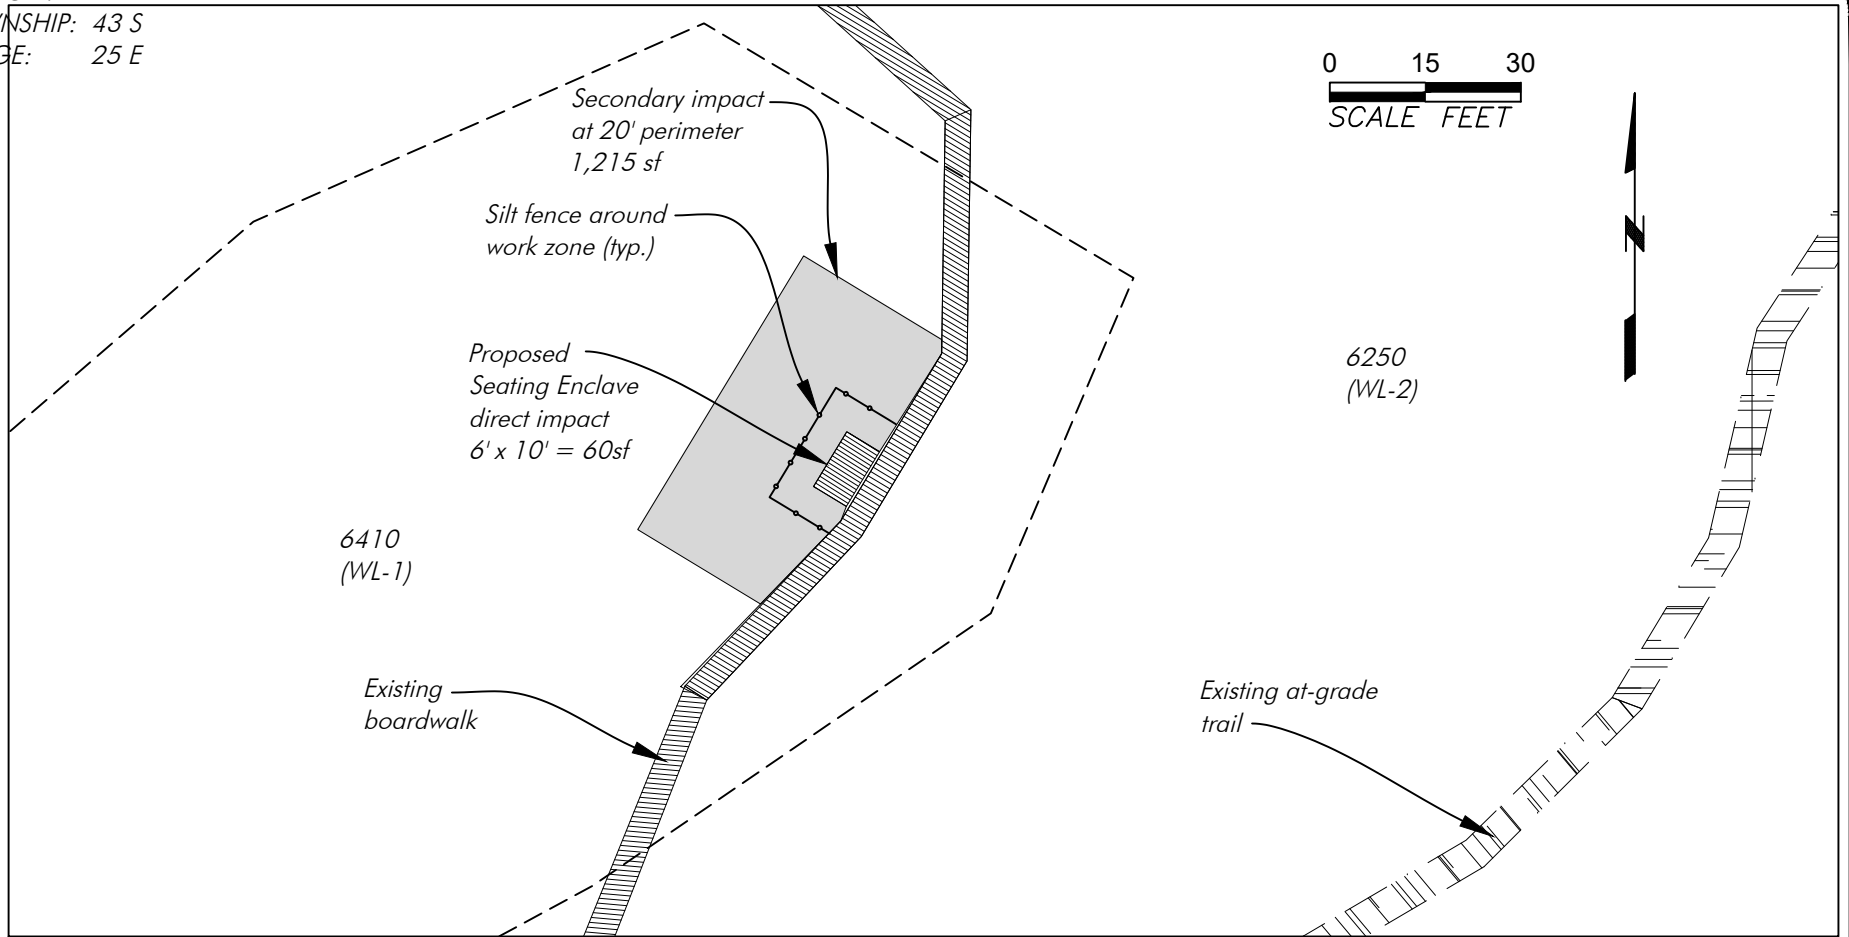 43 S
25 E
0 15 30
SCALE FEET
N
Secondary impact
at 20' perimeter
1,215 sf
Silt fence around
work zone (typ.)
Proposed
Seating Enclave
direct impact
6' x 10' = 60sf
6250
(WL-2)
6410
(WL-1)
Existing
boardwalk
Existing at-grade
trail